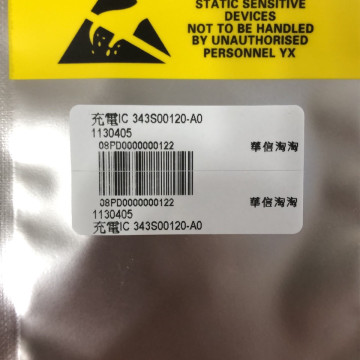 STATIC SENSITIVE
DEVICES
NOT TO BE HANDLED
BY UNAUTHORISED
PERSONNEL YX
充電IC 343S00120-A0
1130405
08PD0000000122
華信淘淘
08PD0000000122
華信淘淘
1130405
充電IC 343S00120-A0